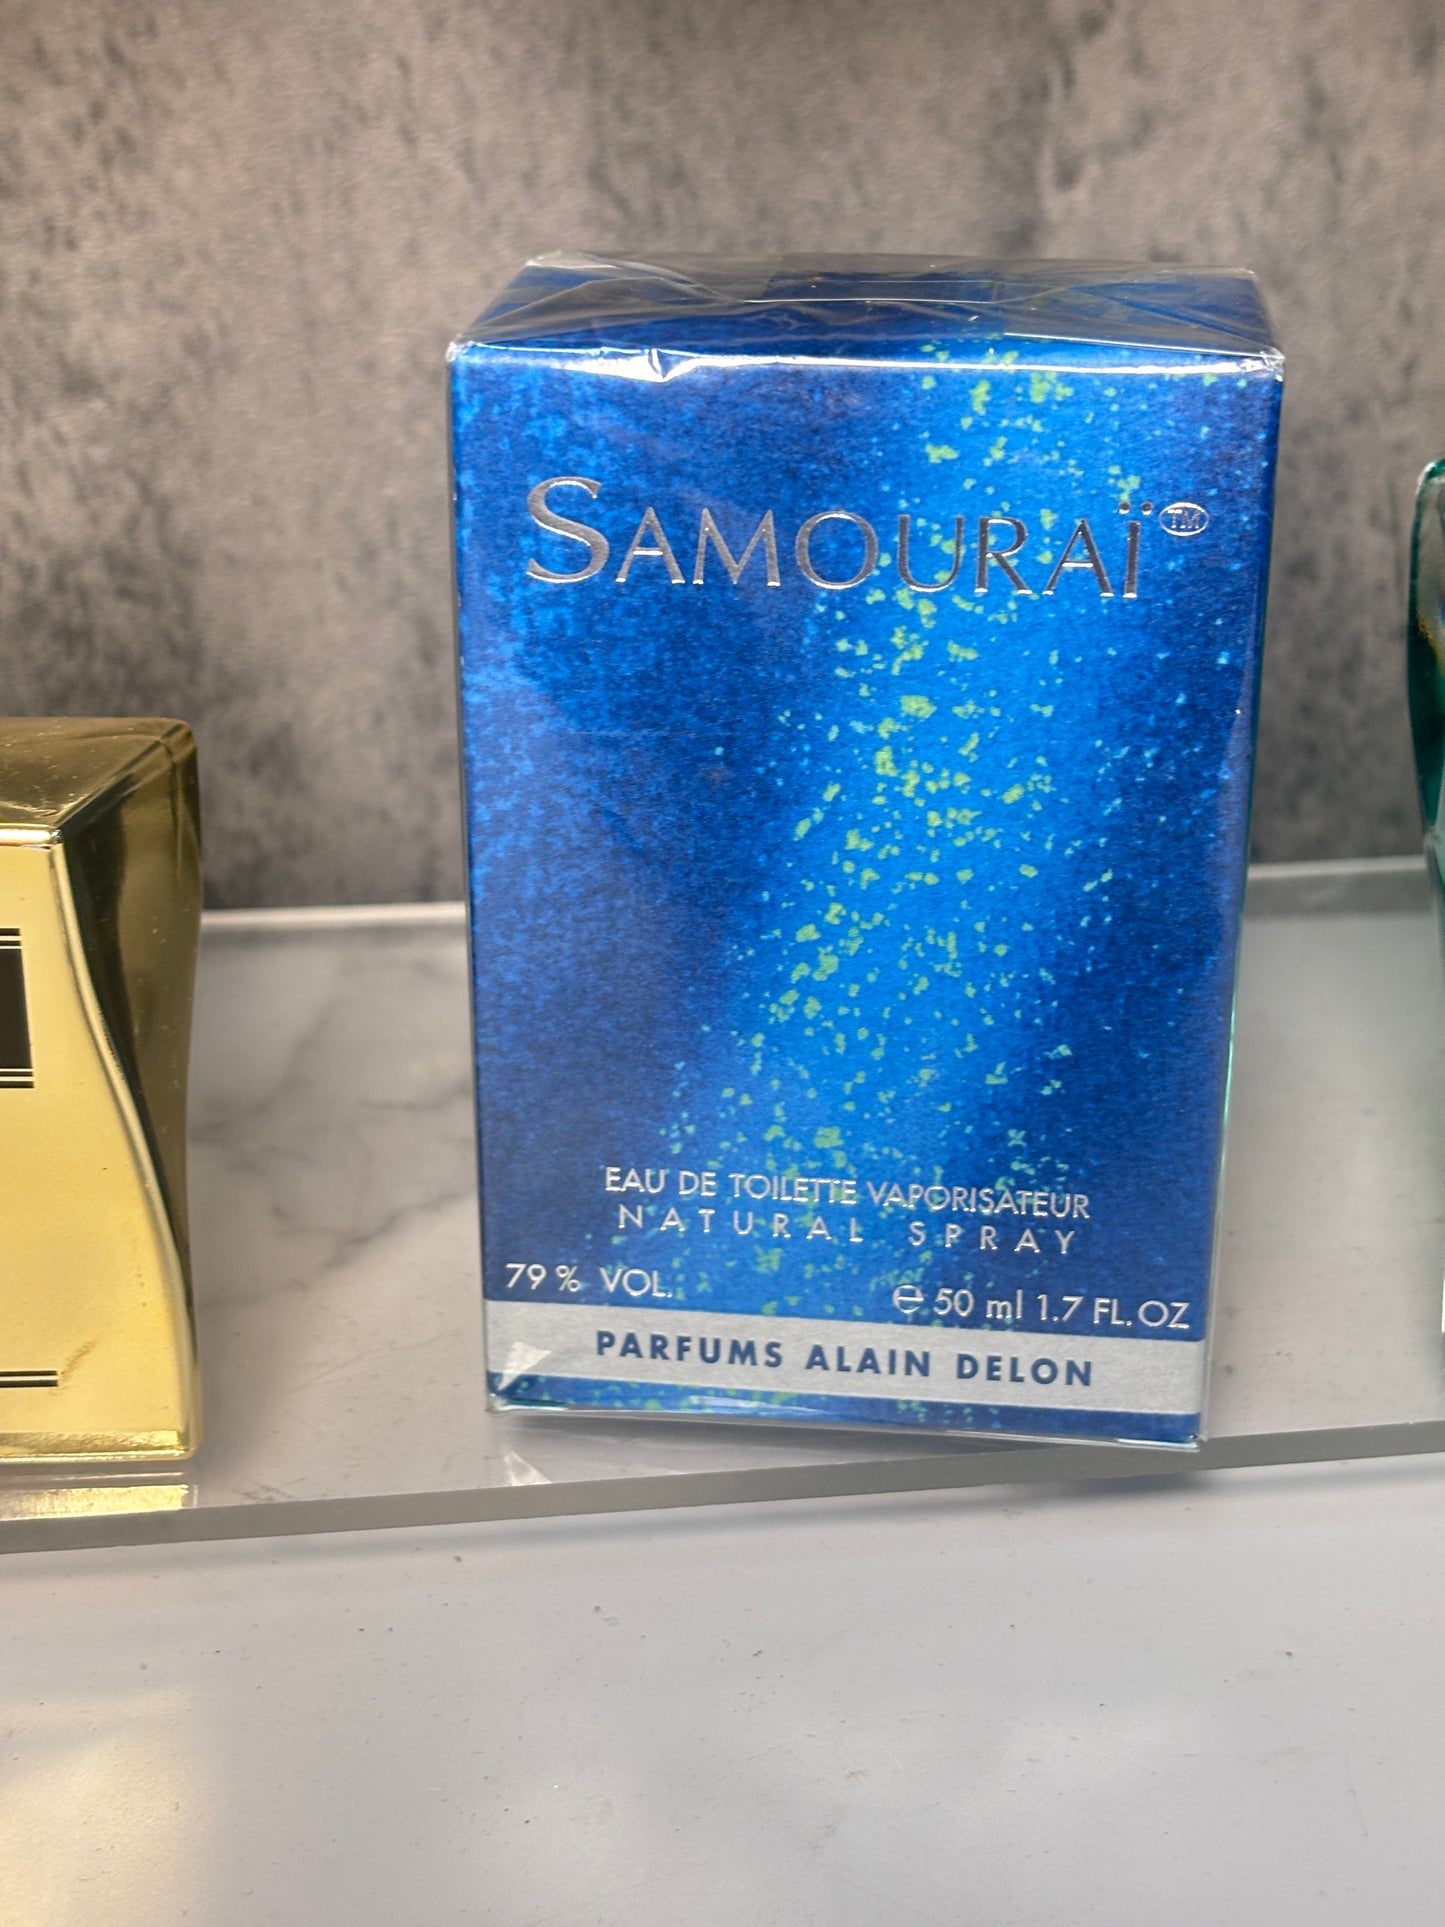 SAMOURAÏ™
EAU DE TOILETTE VAPORISATEUR
NATURAL SPRAY
79 % VOL.
℮ 50 ml 1.7 FL. OZ
PARFUMS ALAIN DELON